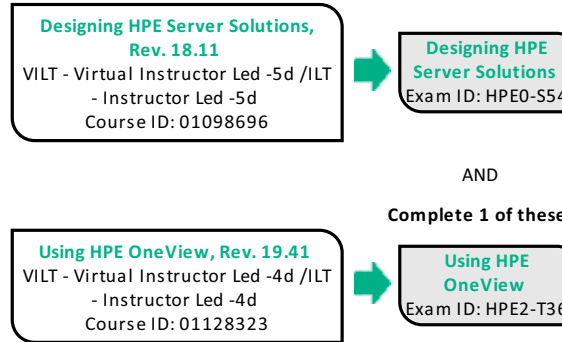 Designing HPE Server Solutions,
Rev. 18.11
VILT - Virtual Instructor Led -5d /ILT
- Instructor Led -5d
Course ID: 01098696
Designing HPE
Server Solutions
Exam ID: HPE0-S54
AND
Complete 1 of these
Using HPE OneView, Rev. 19.41
VILT - Virtual Instructor Led -4d /ILT
- Instructor Led -4d
Course ID: 01128323
Using HPE
OneView
Exam ID: HPE2-T36